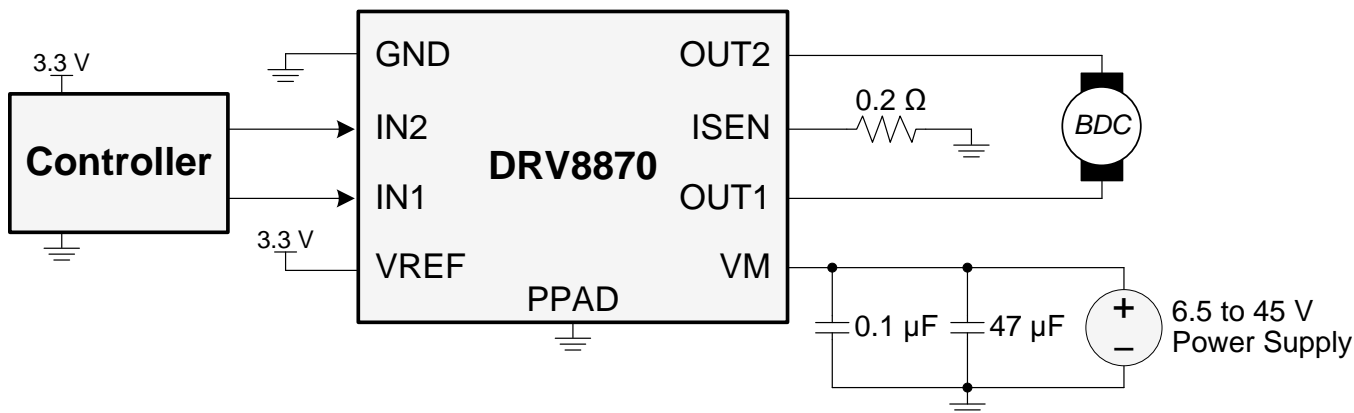 3.3 V
Controller
GND
IN2
IN1
3.3 V
VREF
DRV8870
PPAD
OUT2
ISEN
OUT1
VM
0.2 Ω
BDC
0.1 µF
47 µF
+
–
6.5 to 45 V
Power Supply